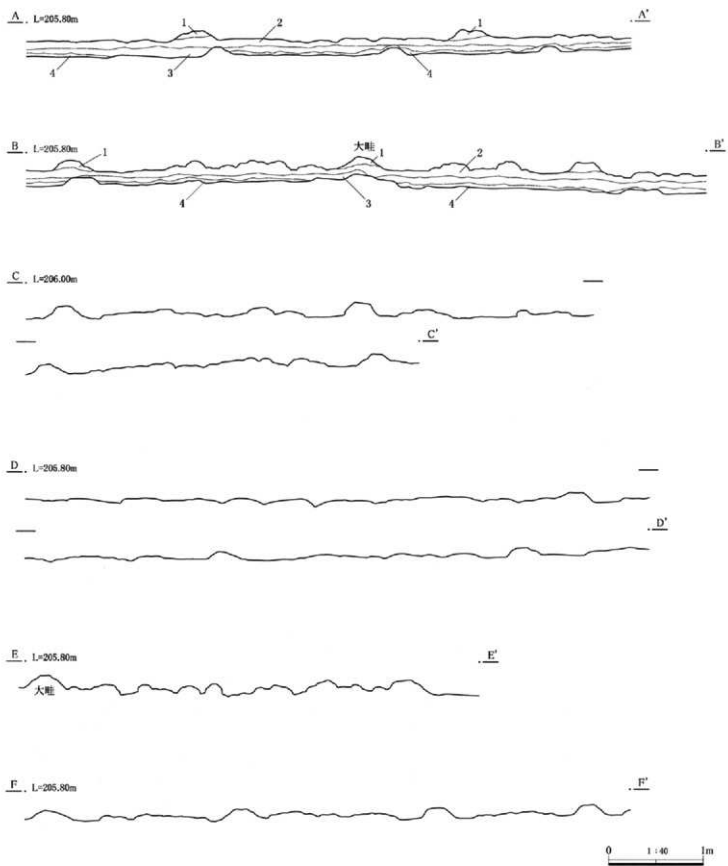 A L=205.80m 1 2 1 A'
4 3 4
大畦
B L=205.80m 1 1 2 B'
4 3 4
C L=206.00m
C'
D L=205.80m
D'
E L=205.80m E'
大畦
F L=205.80m F'
0 1:40 1m